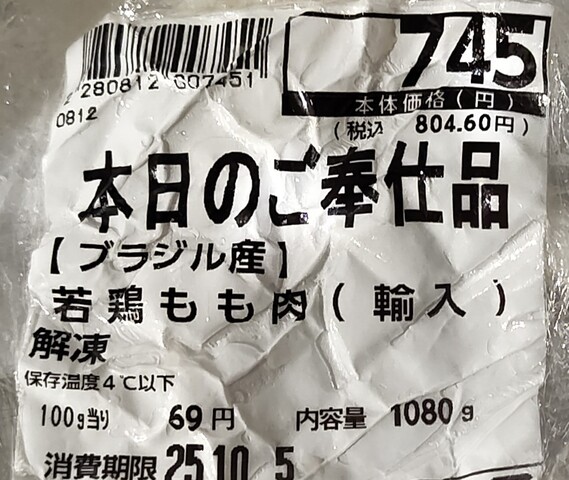 745
2 280812 007451
0812
本体価格(円)
(税込 804.60円)
本日のご奉仕品
【ブラジル産】
若鶏もも肉(輸入)
解凍
保存温度4℃以下
100g当り 69円 内容量 1080g
消費期限 25.10.5